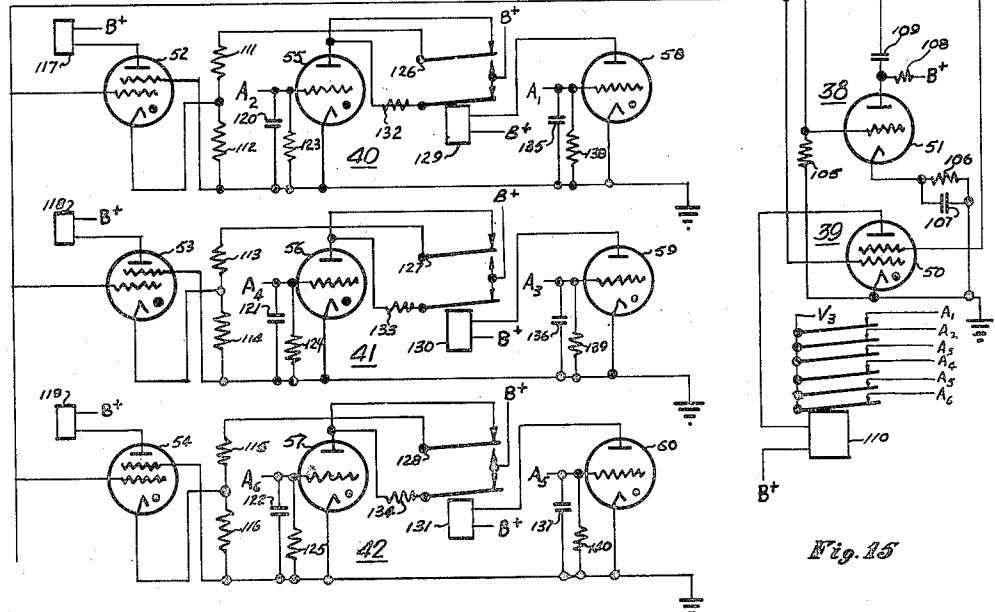 117 B+ 52 111 55 126 B+ 58
A2 120 123 132 129 B+ A1 135 138
112 40
118 B+ 53 113 56 127 B+ 59
A4 121 124 133 130 B+ A3 136 139
114 41
119 B+ 54 115 57 128 B+ 60
A6 122 125 134 131 B+ A5 137 140
116 42
109 108 B+
38 51
105 106
107
39 50
V3 A1
A2
A3
A4
A5
A6
110
B+
Fig. 15